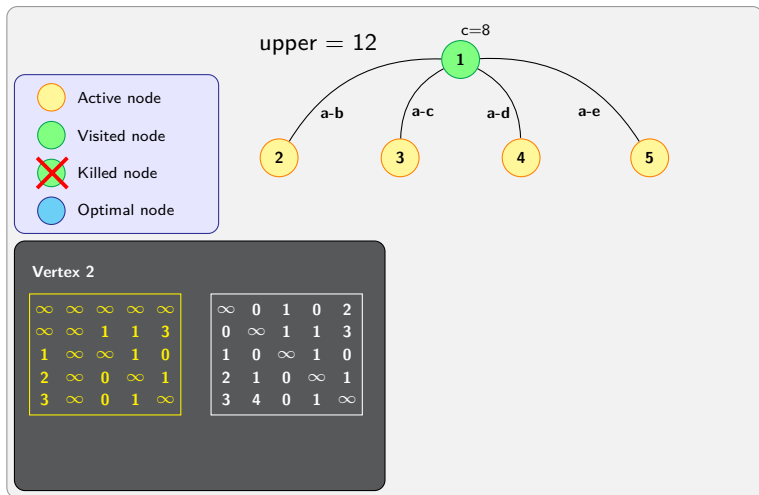 c=8
upper = 12
1
a-b
a-c
a-d
a-e
2
3
4
5
Active node
Visited node
Killed node
Optimal node
Vertex 2
∞ ∞ ∞ ∞ ∞
∞ ∞ 1 1 3
1 ∞ ∞ 1 0
2 ∞ 0 ∞ 1
3 ∞ 0 1 ∞
∞ 0 1 0 2
0 ∞ 1 1 3
1 0 ∞ 1 0
2 1 0 ∞ 1
3 4 0 1 ∞